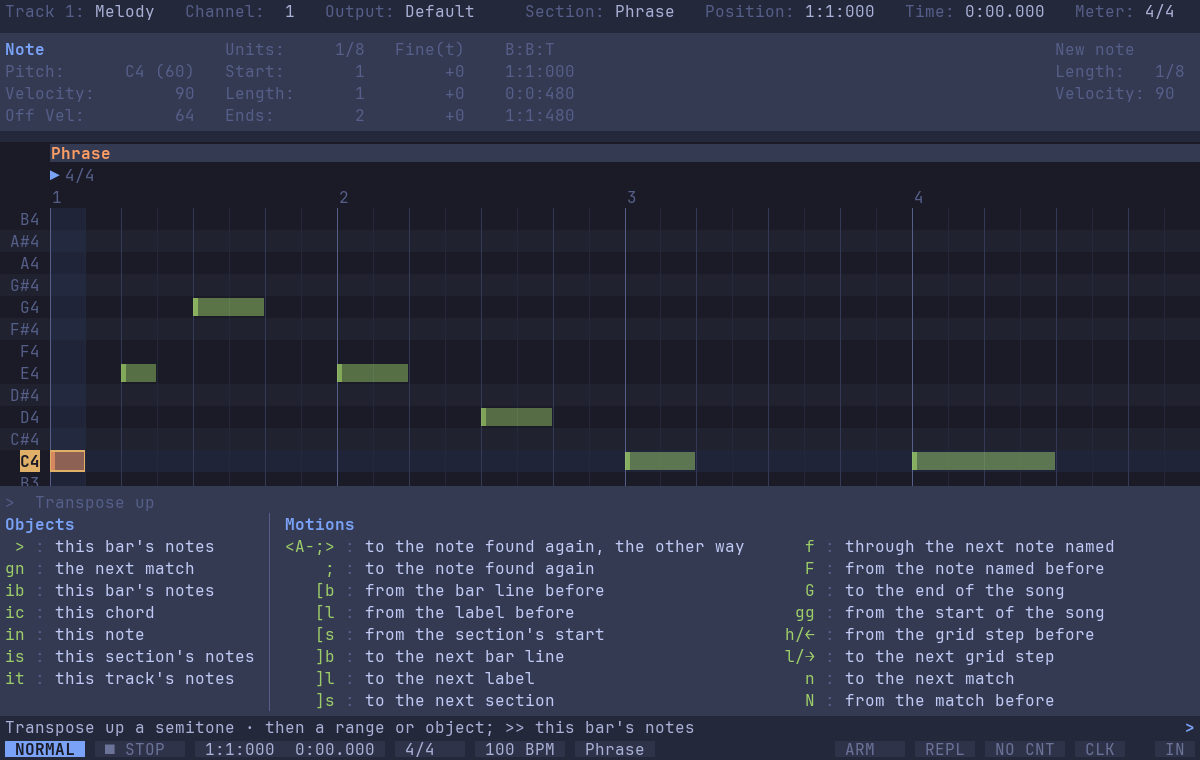 Track 1: Melody Channel: 1 Output: Default Section: Phrase Position: 1:1:000 Time: 0:00.000 Meter: 4/4
Note Units: 1/8 Fine(t) B:B:T New note
Pitch: C4 (60) Start: 1 +0 1:1:000 Length: 1/8
Velocity: 90 Length: 1 +0 0:0:480 Velocity: 90
Off Vel: 64 Ends: 2 +0 1:1:480
Phrase
▶ 4/4
1 2 3 4
B4
A#4
A4
G#4
G4
F#4
F4
E4
D#4
D4
C#4
C4
B3
> Transpose up
Objects Motions
> : this bar's notes <A-;> : to the note found again, the other way f : through the next note named
gn : the next match ; : to the note found again F : from the note named before
ib : this bar's notes [b : from the bar line before G : to the end of the song
ic : this chord [l : from the label before gg : from the start of the song
in : this note [s : from the section's start h/← : from the grid step before
is : this section's notes ]b : to the next bar line l/→ : to the next grid step
it : this track's notes ]l : to the next label n : to the next match
]s : to the next section N : from the match before
Transpose up a semitone · then a range or object; >> this bar's notes >
NORMAL ■ STOP 1:1:000 0:00.000 4/4 100 BPM Phrase ARM REPL NO CNT CLK IN